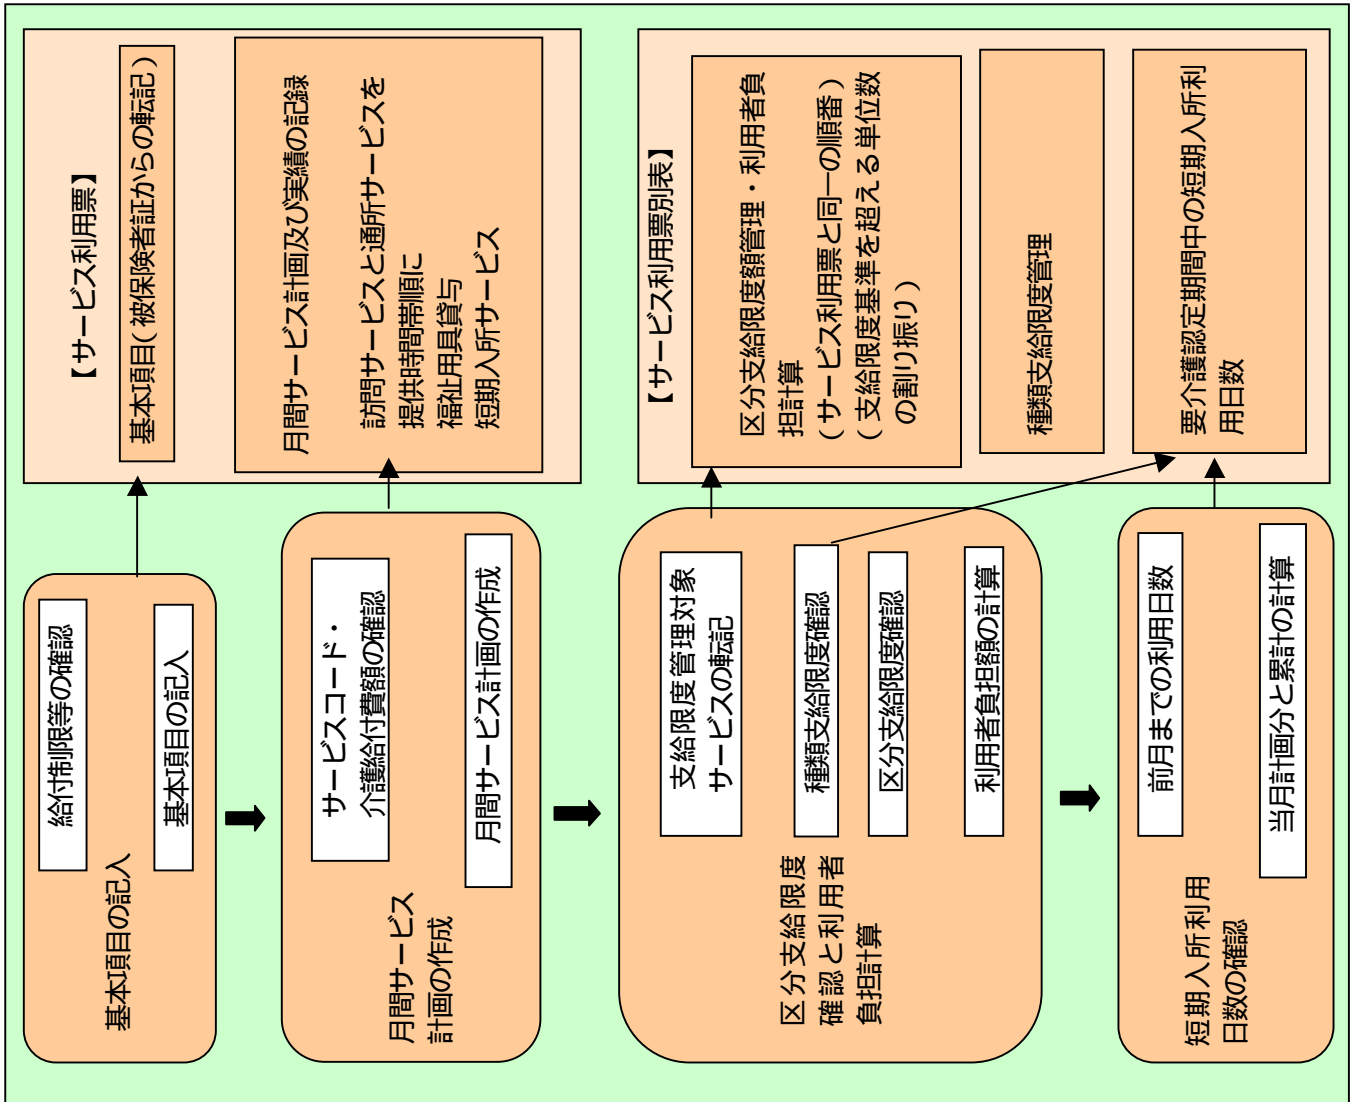 【サービス利用票】
基本項目(被保険者証からの転記)
月間サービス計画及び実績の記録
訪問サービスと通所サービスを
提供時間帯順に
福祉用具貸与
短期入所サービス
【サービス利用票別表】
区分支給限度額管理・利用者負
担計算
(サービス利用票と同一の順番)
(支給限度基準を超える単位数
の割り振り)
種類支給限度管理
要介護認定期間中の短期入所利
用日数
基本項目の記入
給付制限等の確認
基本項目の記入
月間サービス
計画の作成
サービスコード・
介護給付費額の確認
月間サービス計画の作成
区分支給限度
確認と利用者
負担計算
支給限度管理対象
サービスの転記
種類支給限度確認
区分支給限度確認
利用者負担額の計算
短期入所利用
日数の確認
前月までの利用日数
当月計画分と累計の計算